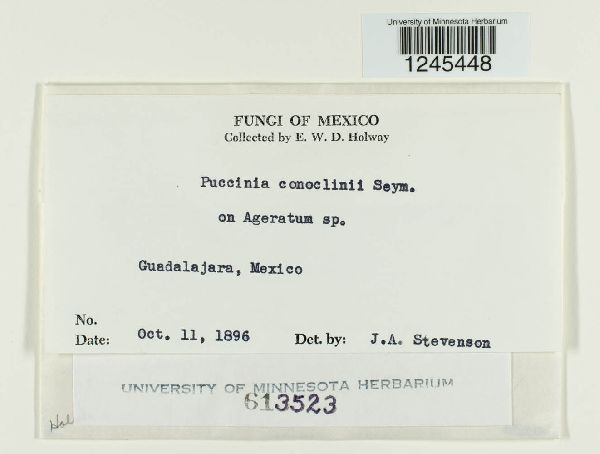 University of Minnesota Herbarium
1245448
FUNGI OF MEXICO
Collected by E. W. D. Holway
Puccinia conoclinii Seym.
on Ageratum sp.
Guadalajara, Mexico
No.
Date: Oct. 11, 1896 Det. by: J.A. Stevenson
UNIVERSITY OF MINNESOTA HERBARIUM
613523
Hol